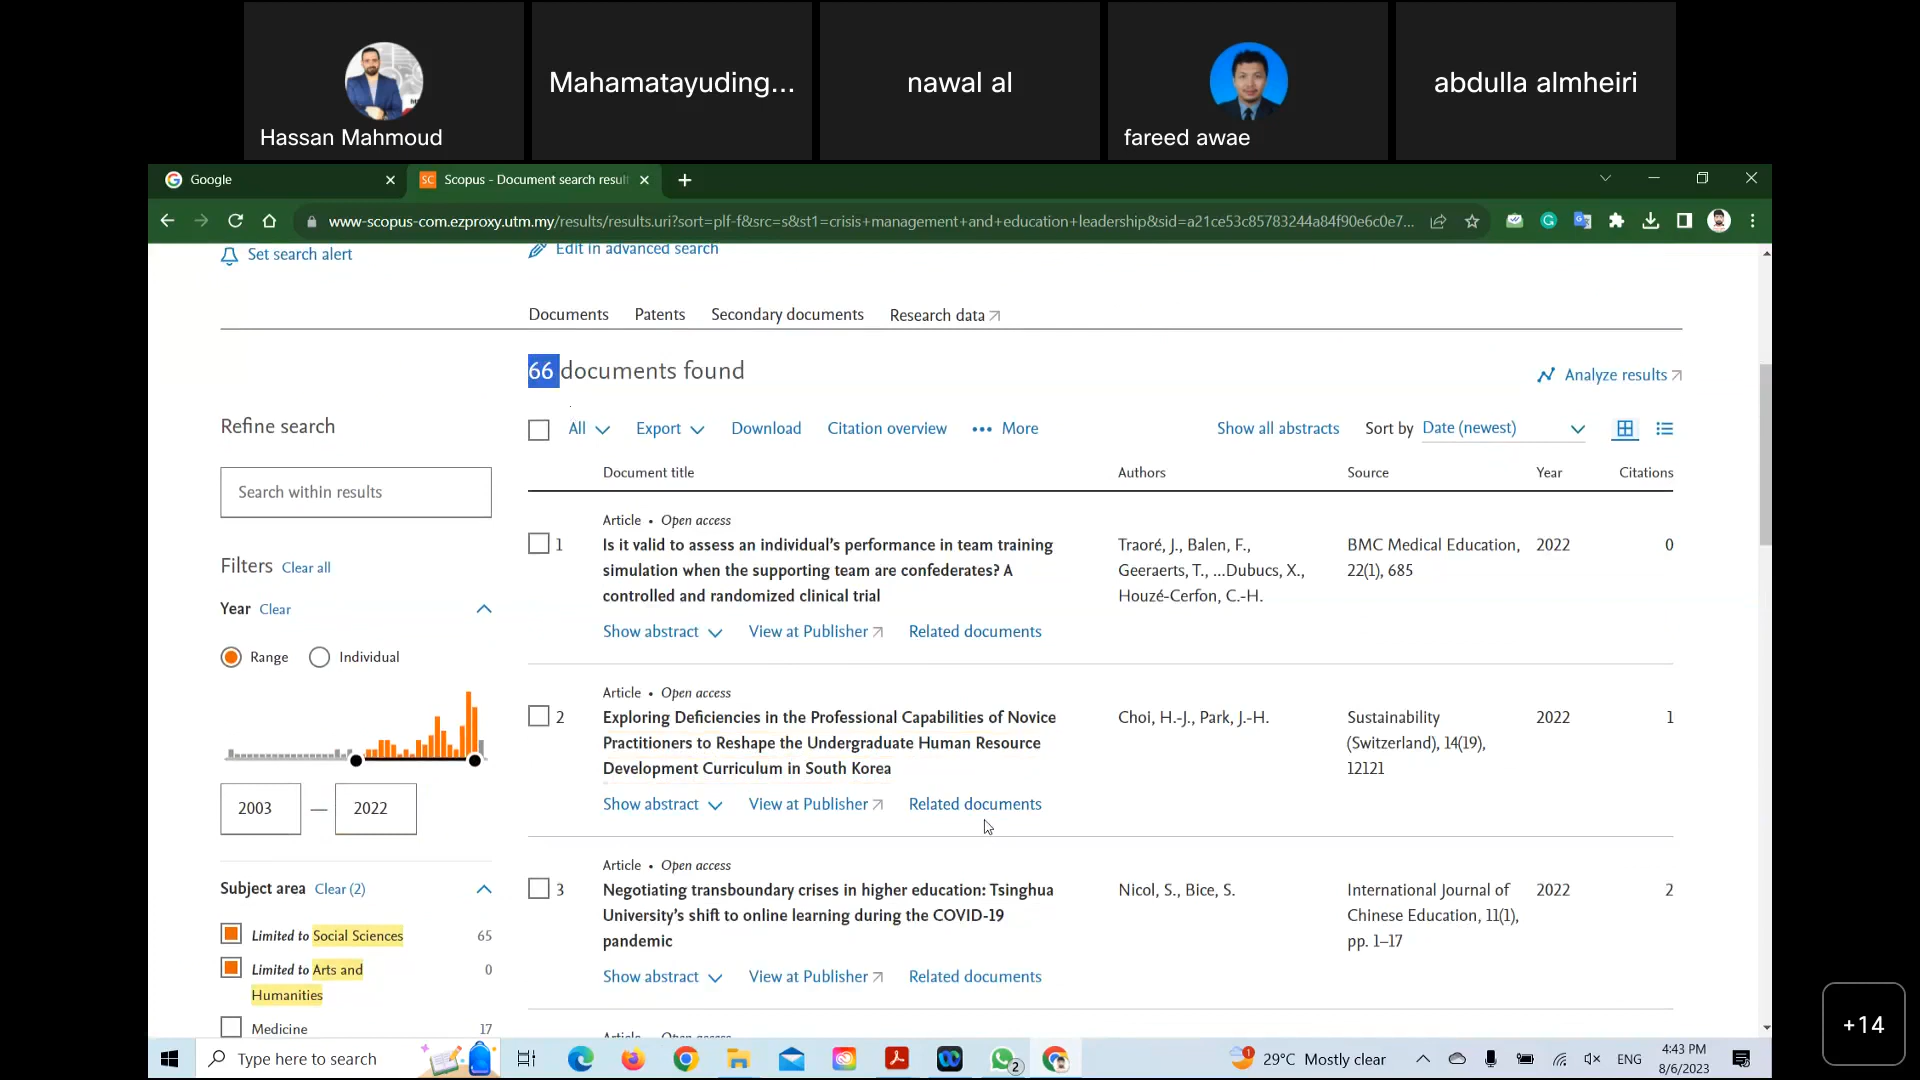 Hassan Mahmoud
Mahamatayuding...
nawal al
fareed awae
abdulla almheiri
Google
SC
Scopus - Document search resul
www-scopus-com.ezproxy.utm.my/results/results.uri?sort=plf-f&src=s&st1=crisis+management+and+education+leadership&sid=a21ce53c85783244a84f90e6c0e7...
Set search alert
Edit in advanced search
Documents Patents Secondary documents Research data
66 documents found
Analyze results
All Export Download Citation overview ••• More
Show all abstracts Sort by Date (newest)
Document title Authors Source Year Citations
Article • Open access
1 Is it valid to assess an individual's performance in team training
simulation when the supporting team are confederates? A
controlled and randomized clinical trial
Traoré, J., Balen, F.,
Geeraerts, T., ...Dubucs, X.,
Houzé-Cerfon, C.-H.
BMC Medical Education,
22(1), 685
2022 0
Show abstract View at Publisher Related documents
Article • Open access
2 Exploring Deficiencies in the Professional Capabilities of Novice
Practitioners to Reshape the Undergraduate Human Resource
Development Curriculum in South Korea
Choi, H.-J., Park, J.-H.
Sustainability
(Switzerland), 14(19),
12121
2022 1
Show abstract View at Publisher Related documents
Article • Open access
3 Negotiating transboundary crises in higher education: Tsinghua
University's shift to online learning during the COVID-19
pandemic
Nicol, S., Bice, S.
International Journal of
Chinese Education, 11(1),
pp. 1–17
2022 2
Show abstract View at Publisher Related documents
Article • Open access
Refine search
Search within results
Filters Clear all
Year Clear
Range Individual
2003 — 2022
Subject area Clear (2)
Limited to Social Sciences 65
Limited to Arts and 0
Humanities
Medicine 17
+14
Type here to search
2
1
29°C Mostly clear
ENG
4:43 PM
8/6/2023